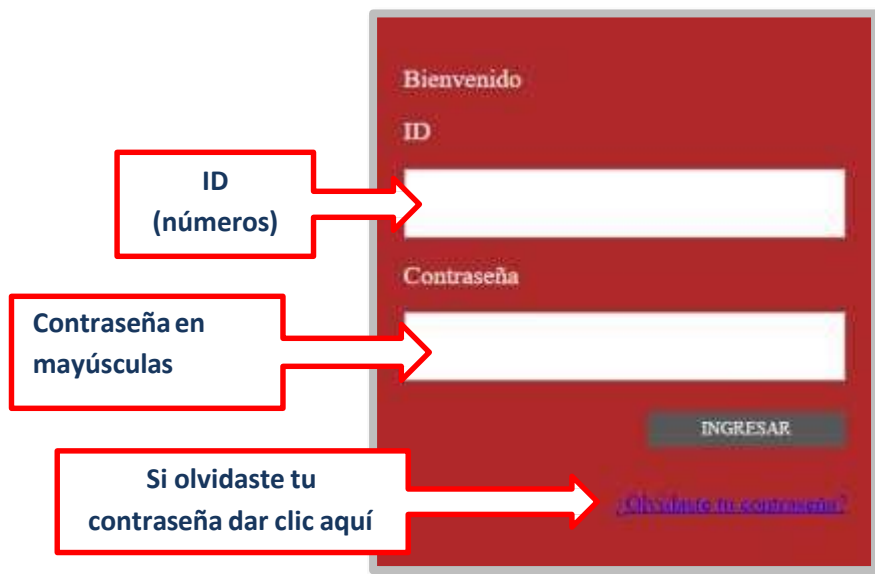 Bienvenido
ID
ID
(números)
Contraseña
Contraseña en
mayúsculas
INGRESAR
Si olvidaste tu
contraseña dar clic aquí
¿Olvidaste tu contraseña?